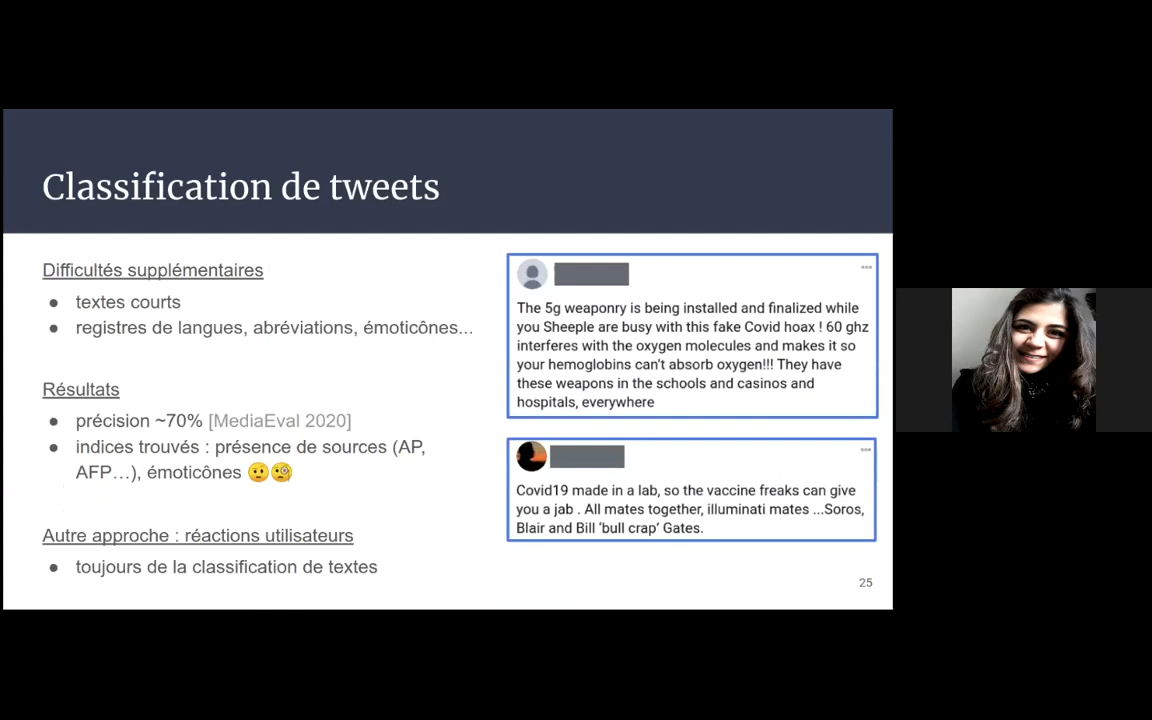 Classification de tweets
Difficultés supplémentaires
● textes courts
● registres de langues, abréviations, émoticônes...
Résultats
● précision ~70% [MediaEval 2020]
● indices trouvés : présence de sources (AP,
AFP…), émoticônes 🤨🧐
Autre approche : réactions utilisateurs
● toujours de la classification de textes
The 5g weaponry is being installed and finalized while
you Sheeple are busy with this fake Covid hoax ! 60 ghz
interferes with the oxygen molecules and makes it so
your hemoglobins can't absorb oxygen!!! They have
these weapons in the schools and casinos and
hospitals, everywhere
Covid19 made in a lab, so the vaccine freaks can give
you a jab . All mates together, illuminati mates ...Soros,
Blair and Bill 'bull crap' Gates.
25